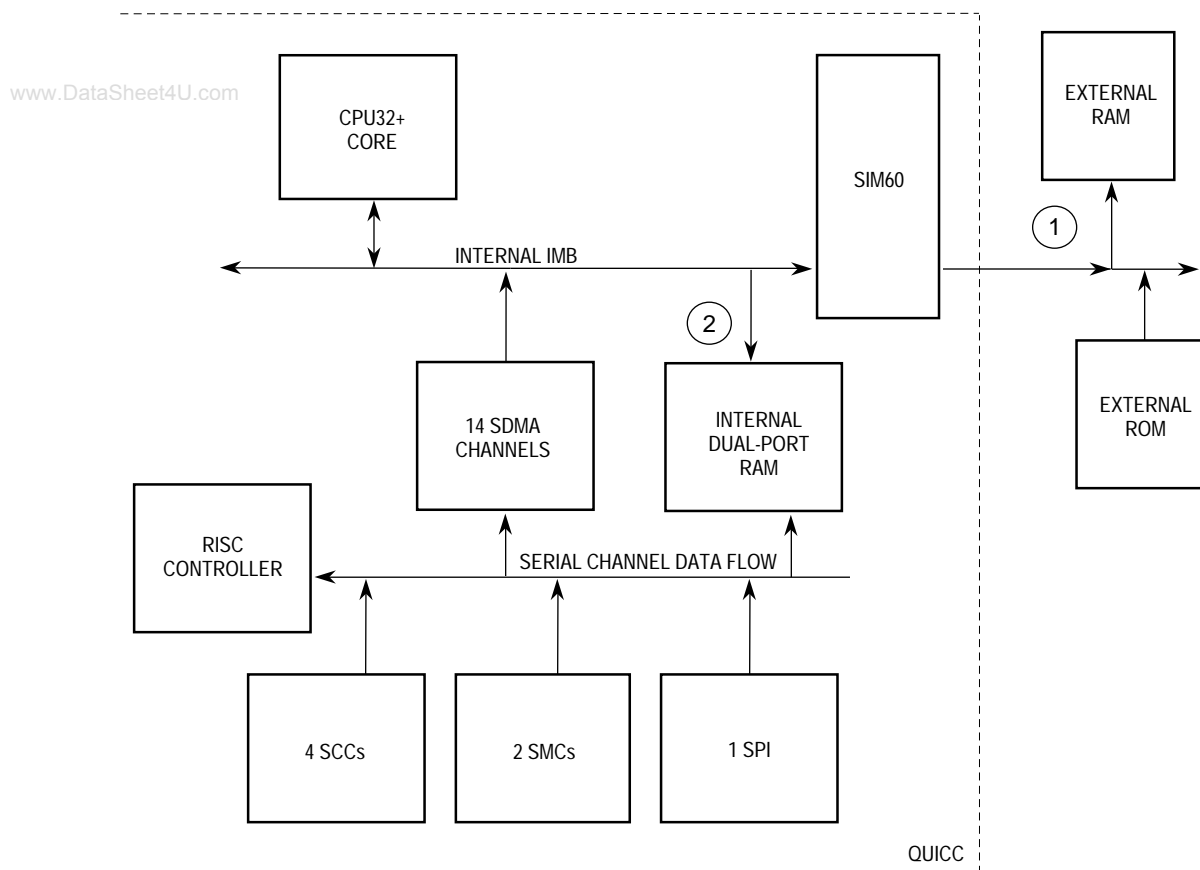 www.DataSheet4U.com
CPU32+
CORE
SIM60
EXTERNAL
RAM
1
INTERNAL IMB
2
14 SDMA
CHANNELS
INTERNAL
DUAL-PORT
RAM
EXTERNAL
ROM
RISC
CONTROLLER
SERIAL CHANNEL DATA FLOW
4 SCCs
2 SMCs
1 SPI
QUICC